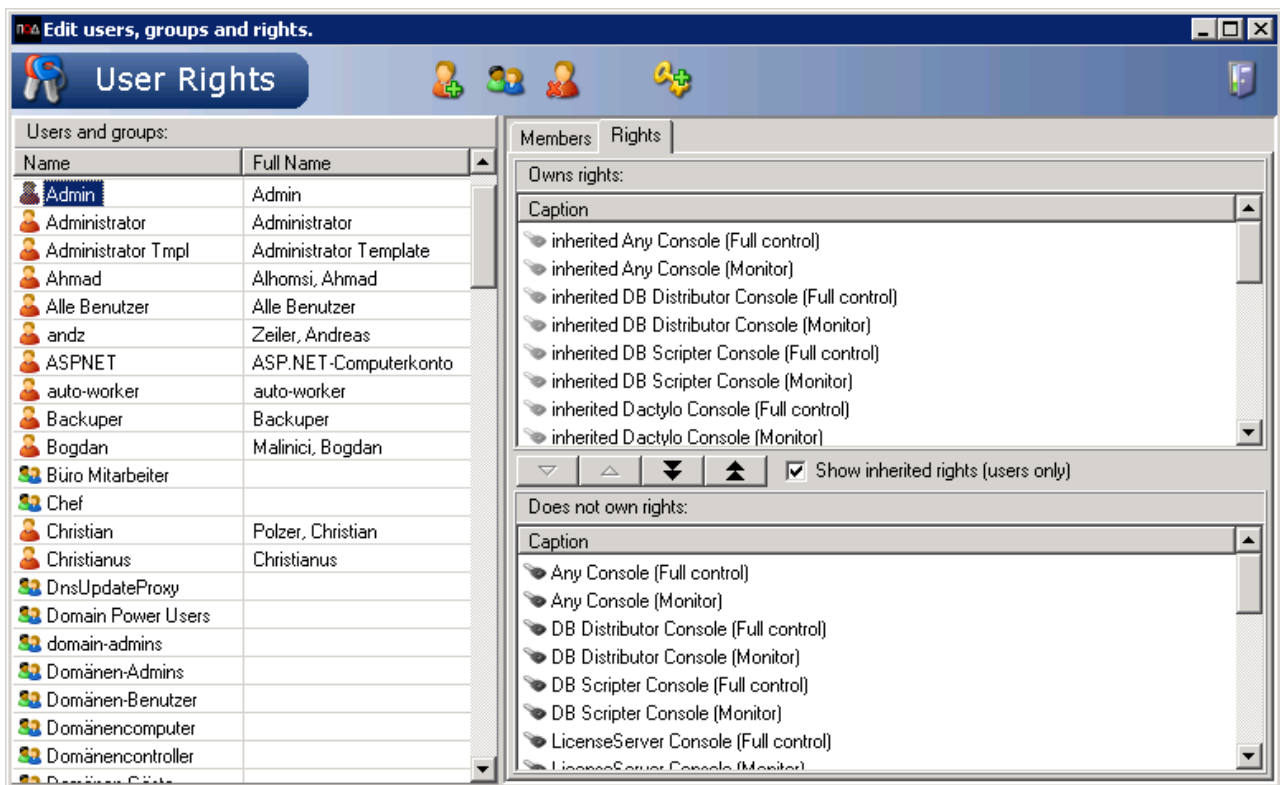 ПОД Edit users, groups and rights.
User Rights
Users and groups:
Name Full Name
Admin Admin
Administrator Administrator
Administrator Tmpl Administrator Template
Ahmad Alhomsi, Ahmad
Alle Benutzer Alle Benutzer
andz Zeiler, Andreas
ASPNET ASP.NET-Computerkonto
auto-worker auto-worker
Backuper Backuper
Bogdan Malinici, Bogdan
Büro Mitarbeiter
Chef
Christian Polzer, Christian
Christianus Christianus
DnsUpdateProxy
Domain Power Users
domain-admins
Domänen-Admins
Domänen-Benutzer
Domänencomputer
Domänencontroller
Domänen-Gäste
Members Rights
Owns rights:
Caption
inherited Any Console (Full control)
inherited Any Console (Monitor)
inherited DB Distributor Console (Full control)
inherited DB Distributor Console (Monitor)
inherited DB Scripter Console (Full control)
inherited DB Scripter Console (Monitor)
inherited Dactylo Console (Full control)
inherited Dactylo Console (Monitor)
Show inherited rights (users only)
Does not own rights:
Caption
Any Console (Full control)
Any Console (Monitor)
DB Distributor Console (Full control)
DB Distributor Console (Monitor)
DB Scripter Console (Full control)
DB Scripter Console (Monitor)
LicenseServer Console (Full control)
LicenseServer Console (Monitor)